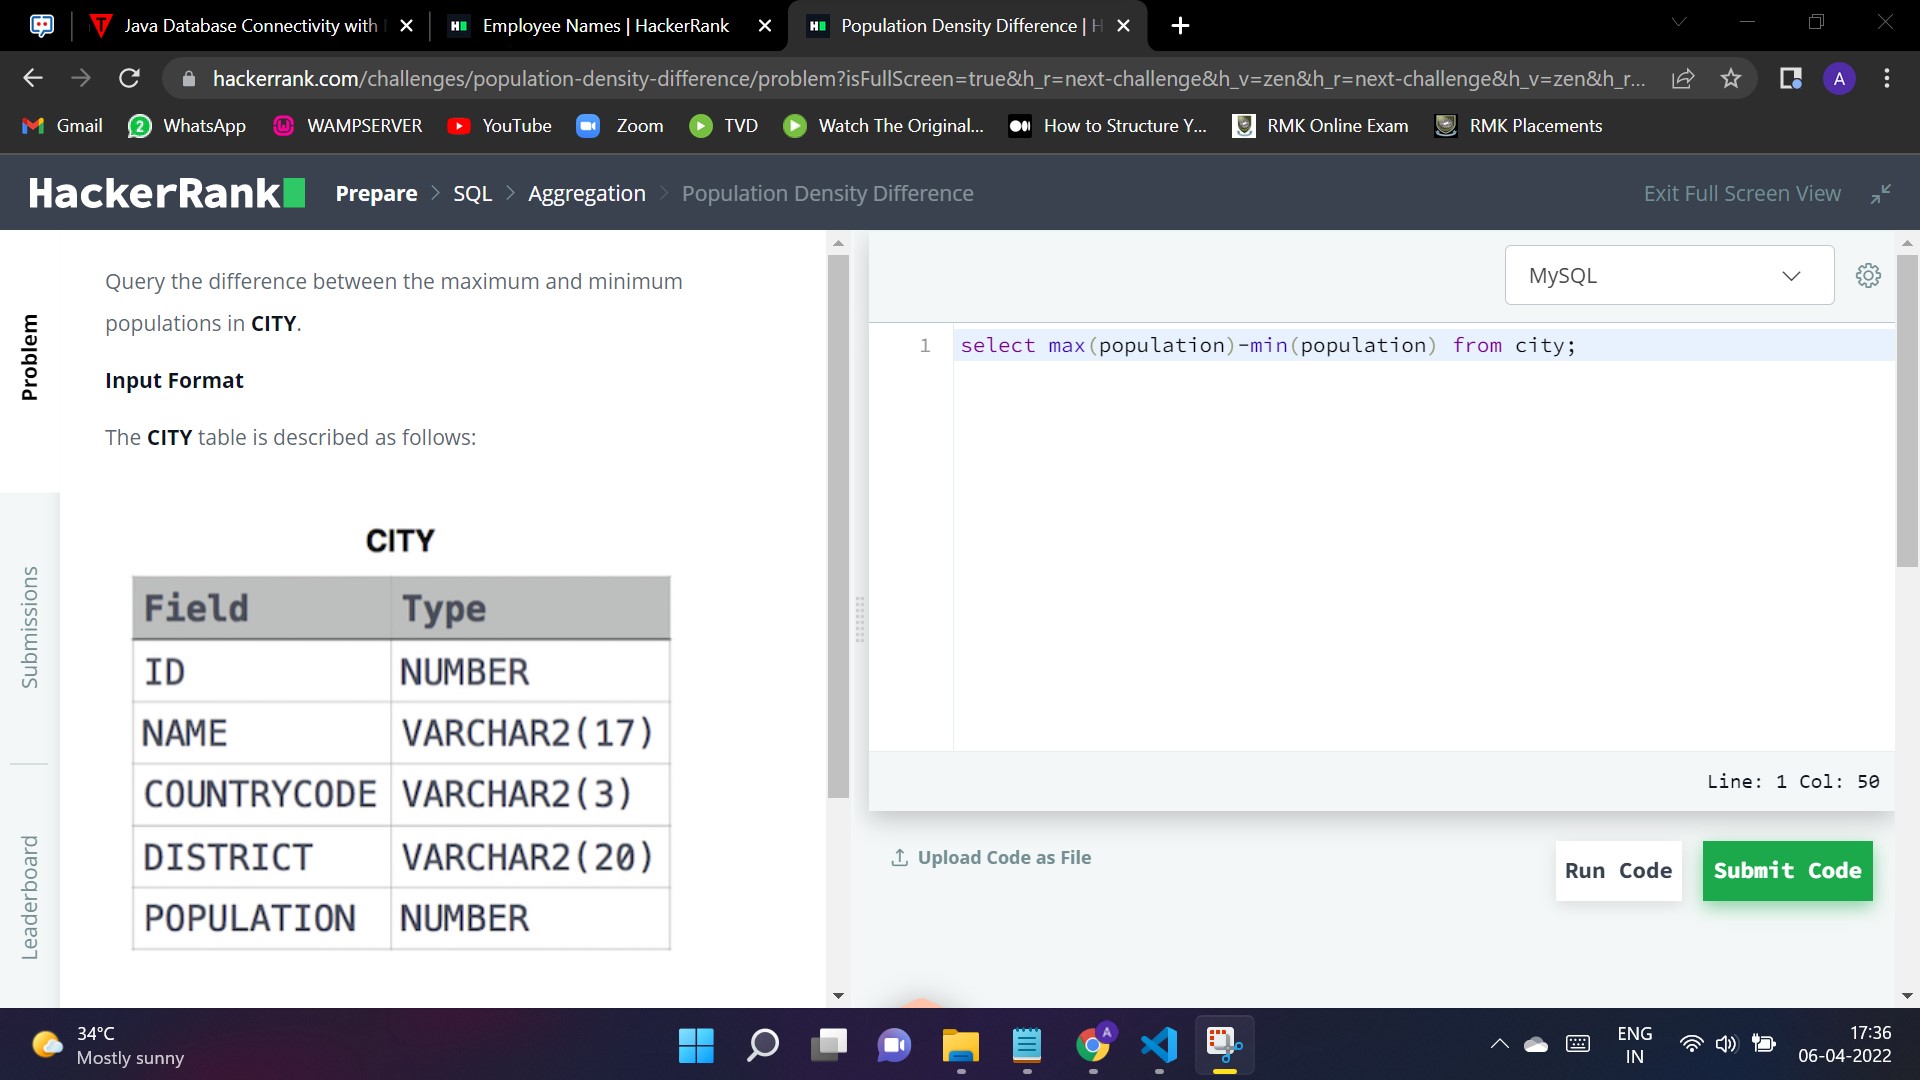 Java Database Connectivity with
Employee Names | HackerRank
Population Density Difference | H
hackerrank.com/challenges/population-density-difference/problem?isFullScreen=true&h_r=next-challenge&h_v=zen&h_r=next-challenge&h_v=zen&h_r...
A
Gmail
2
WhatsApp
WAMPSERVER
YouTube
Zoom
TVD
Watch The Original...
How to Structure Y...
RMK Online Exam
RMK Placements
HackerRank
Prepare > SQL > Aggregation > Population Density Difference
Exit Full Screen View
Problem
Submissions
Leaderboard
Query the difference between the maximum and minimum
populations in CITY.
Input Format
The CITY table is described as follows:
CITY
Field Type
ID NUMBER
NAME VARCHAR2(17)
COUNTRYCODE VARCHAR2(3)
DISTRICT VARCHAR2(20)
POPULATION NUMBER
MySQL
1 select max(population)-min(population) from city;
Line: 1 Col: 50
Upload Code as File
Run Code
Submit Code
34°C
Mostly sunny
A
ENG
IN
17:36
06-04-2022